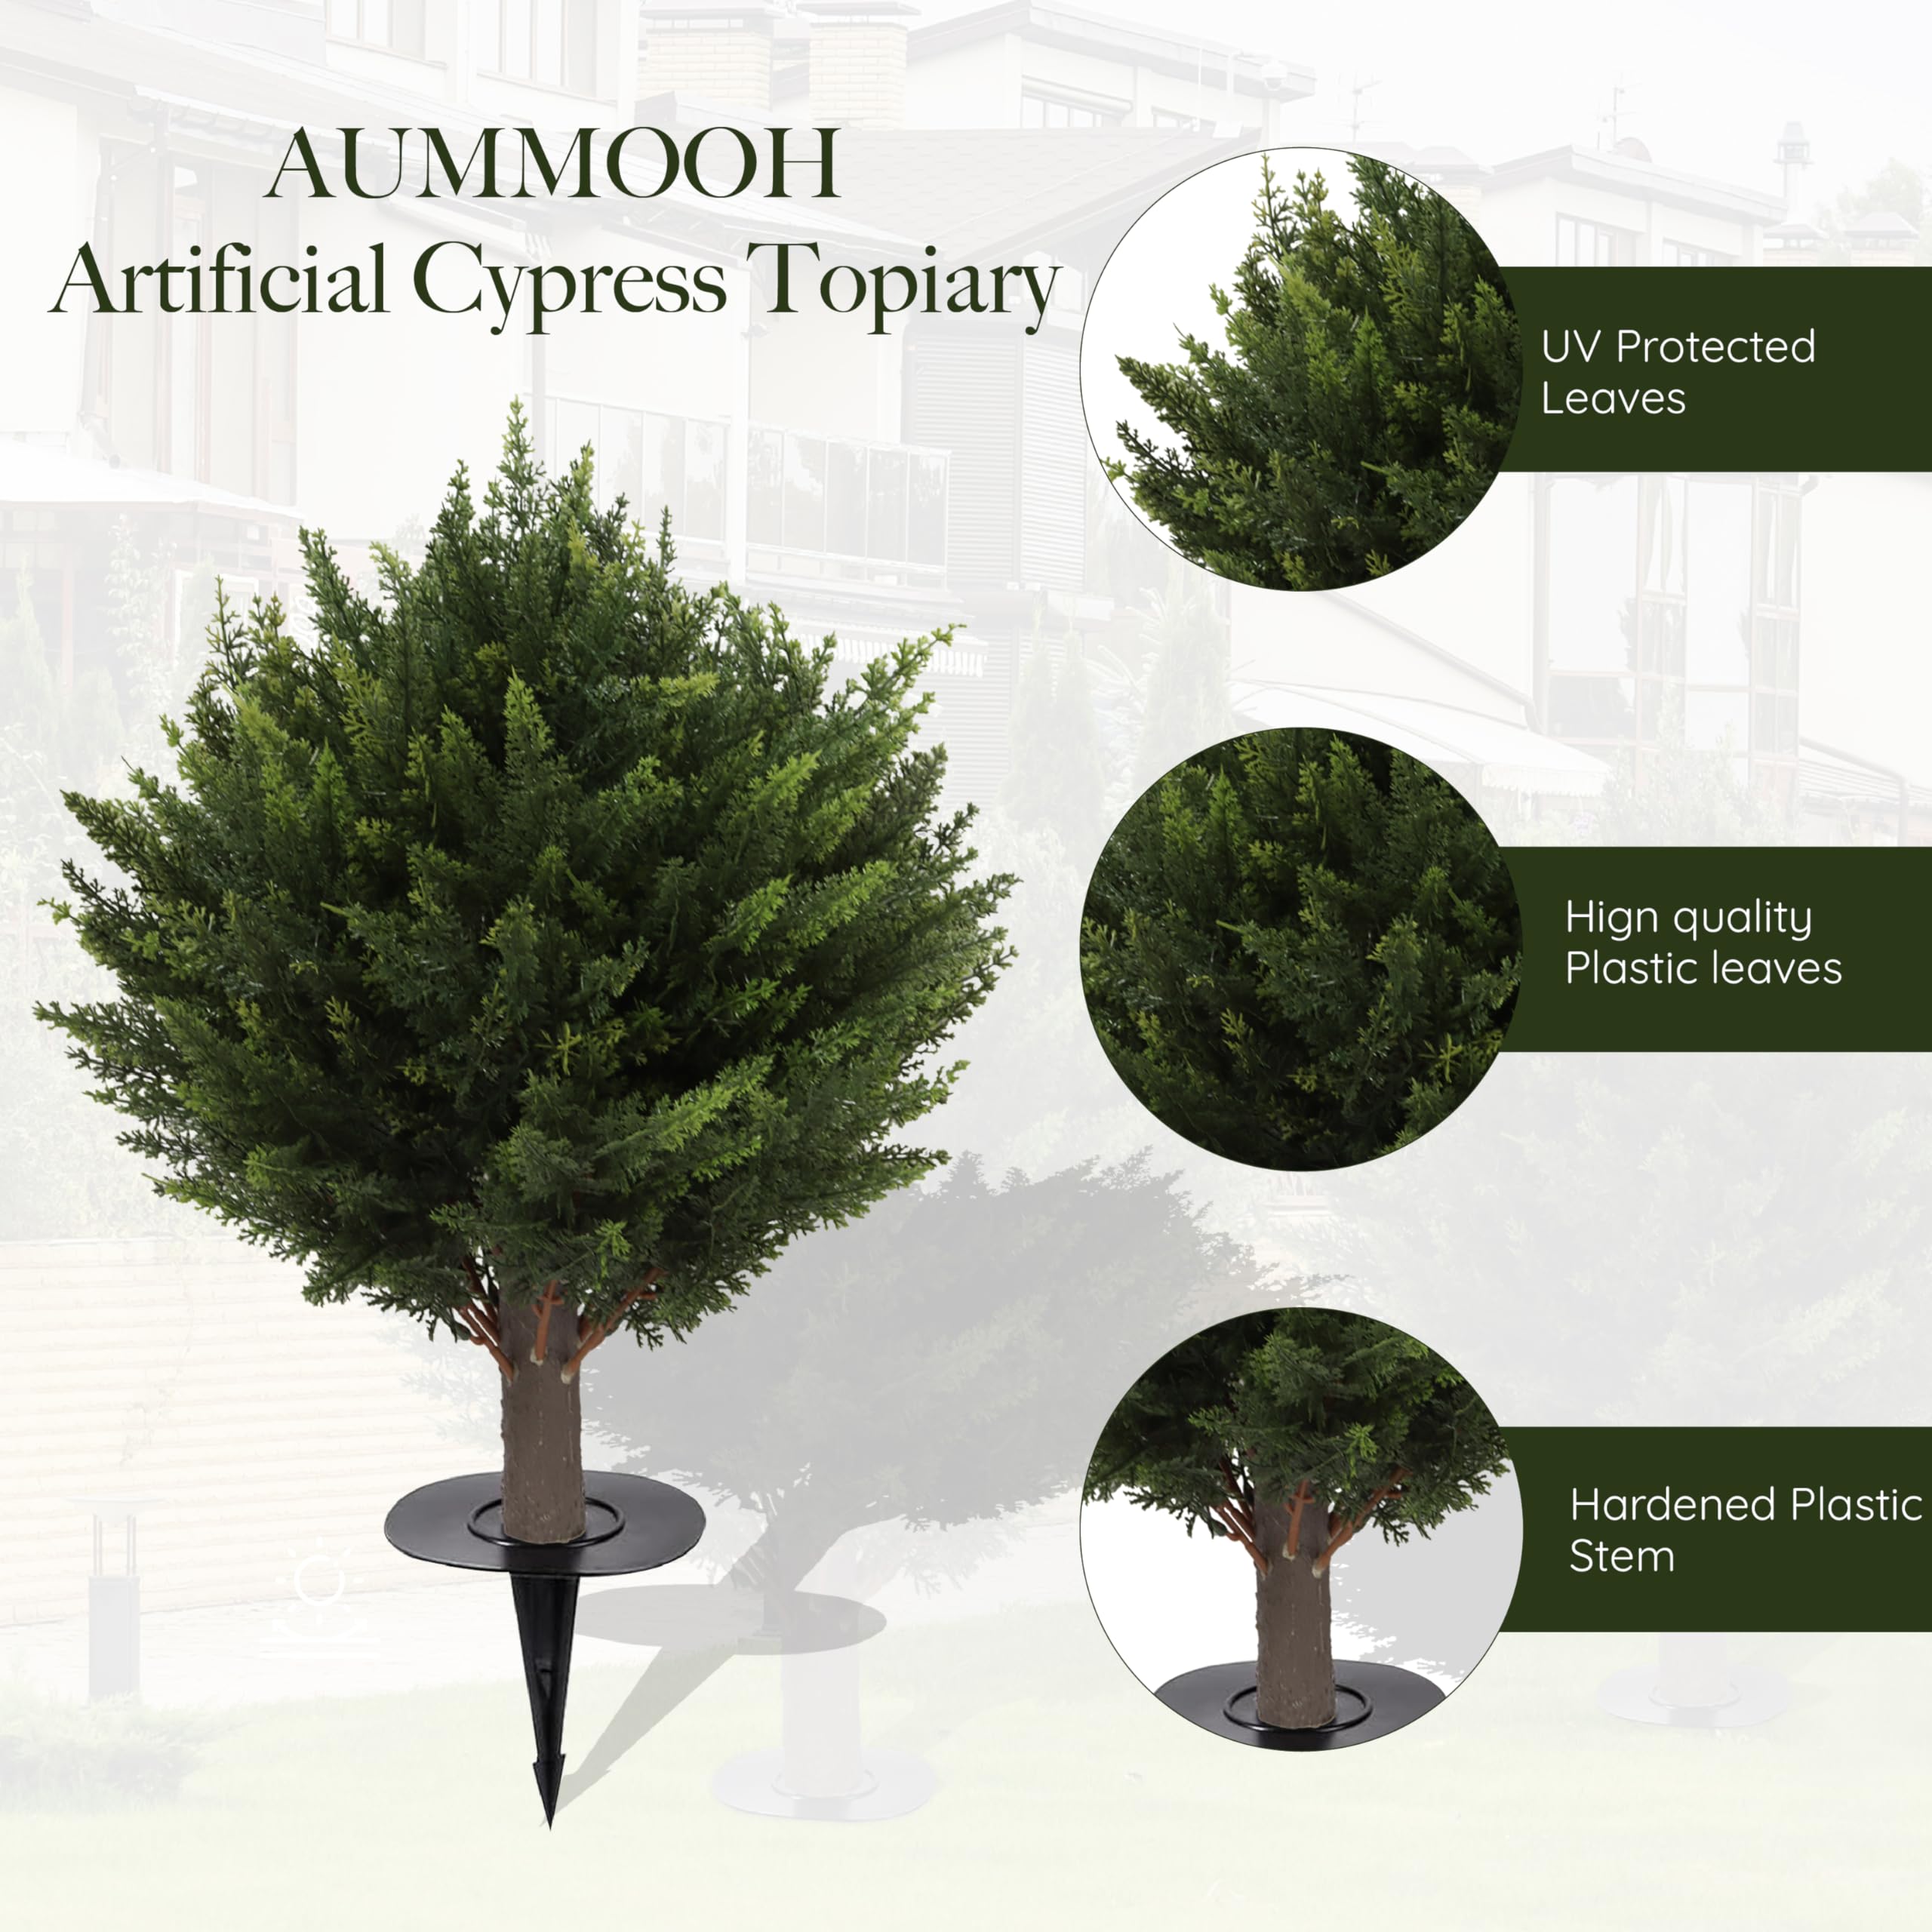 AUMMOOH
Artificial Cypress Topiary
UV Protected
Leaves
Hign quality
Plastic leaves
Hardened Plastic
Stem